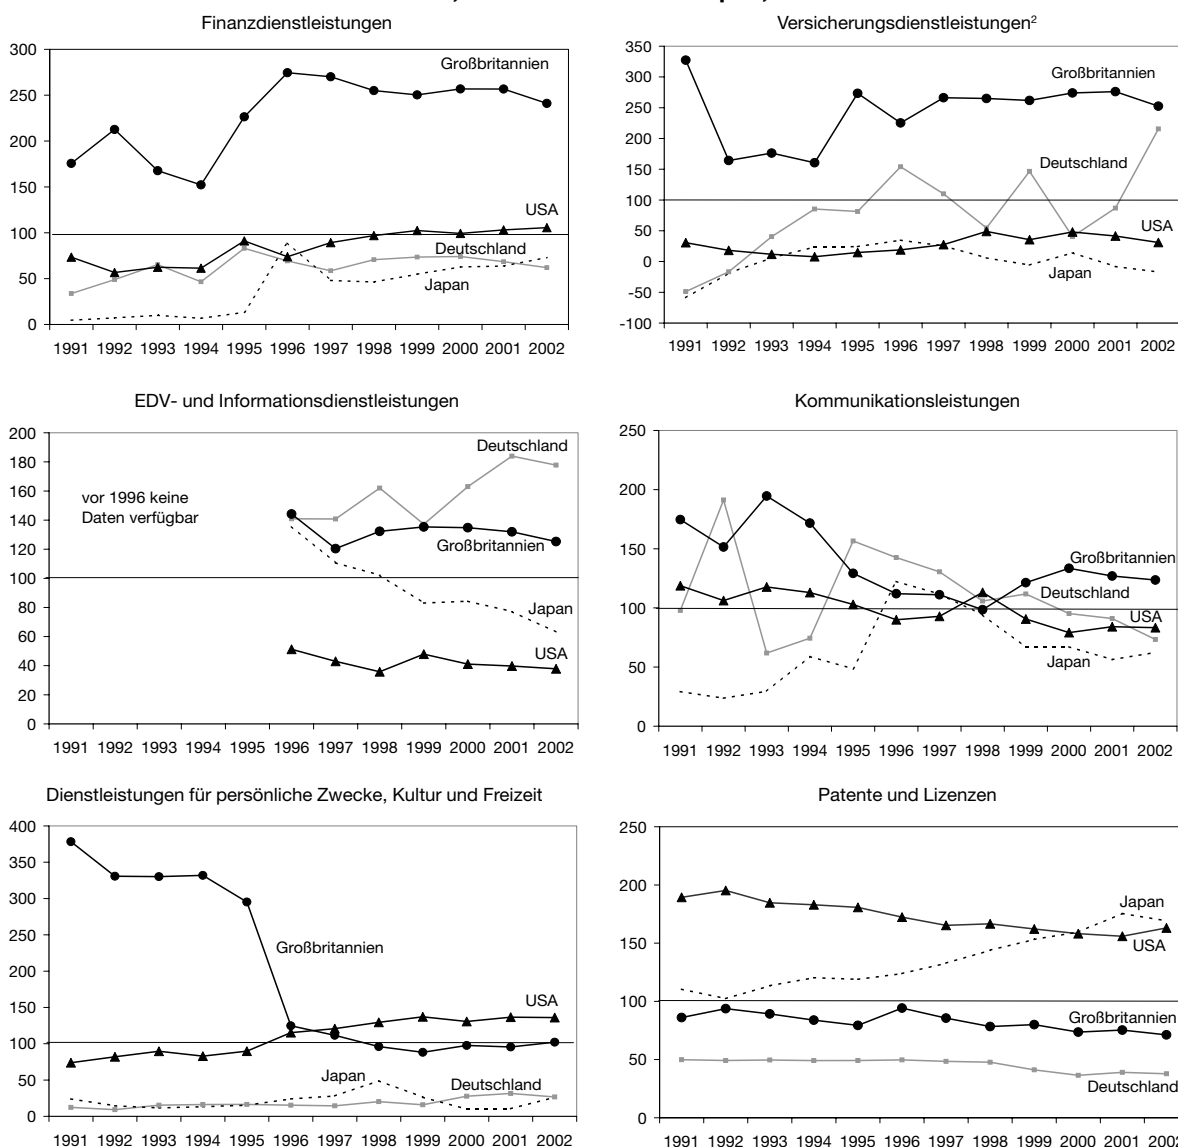 Finanzdienstleistungen
300
250
200
150
100
50
0
Großbritannien
USA
Deutschland
Japan
1991 1992 1993 1994 1995 1996 1997 1998 1999 2000 2001 2002
Versicherungsdienstleistungen²
350
300
250
200
150
100
50
0
-50
-100
Großbritannien
Deutschland
USA
Japan
1991 1992 1993 1994 1995 1996 1997 1998 1999 2000 2001 2002
EDV- und Informationsdienstleistungen
200
180
160
140
120
100
80
60
40
20
0
vor 1996 keine
Daten verfügbar
Deutschland
Großbritannien
Japan
USA
1991 1992 1993 1994 1995 1996 1997 1998 1999 2000 2001 2002
Kommunikationsleistungen
250
200
150
100
50
0
Großbritannien
Deutschland
USA
Japan
1991 1992 1993 1994 1995 1996 1997 1998 1999 2000 2001 2002
Dienstleistungen für persönliche Zwecke, Kultur und Freizeit
400
350
300
250
200
150
100
50
0
Großbritannien
USA
Japan
Deutschland
1991 1992 1993 1994 1995 1996 1997 1998 1999 2000 2001 2002
Patente und Lizenzen
250
200
150
100
50
0
Japan
USA
Großbritannien
Deutschland
1991 1992 1993 1994 1995 1996 1997 1998 1999 2000 2001 2002